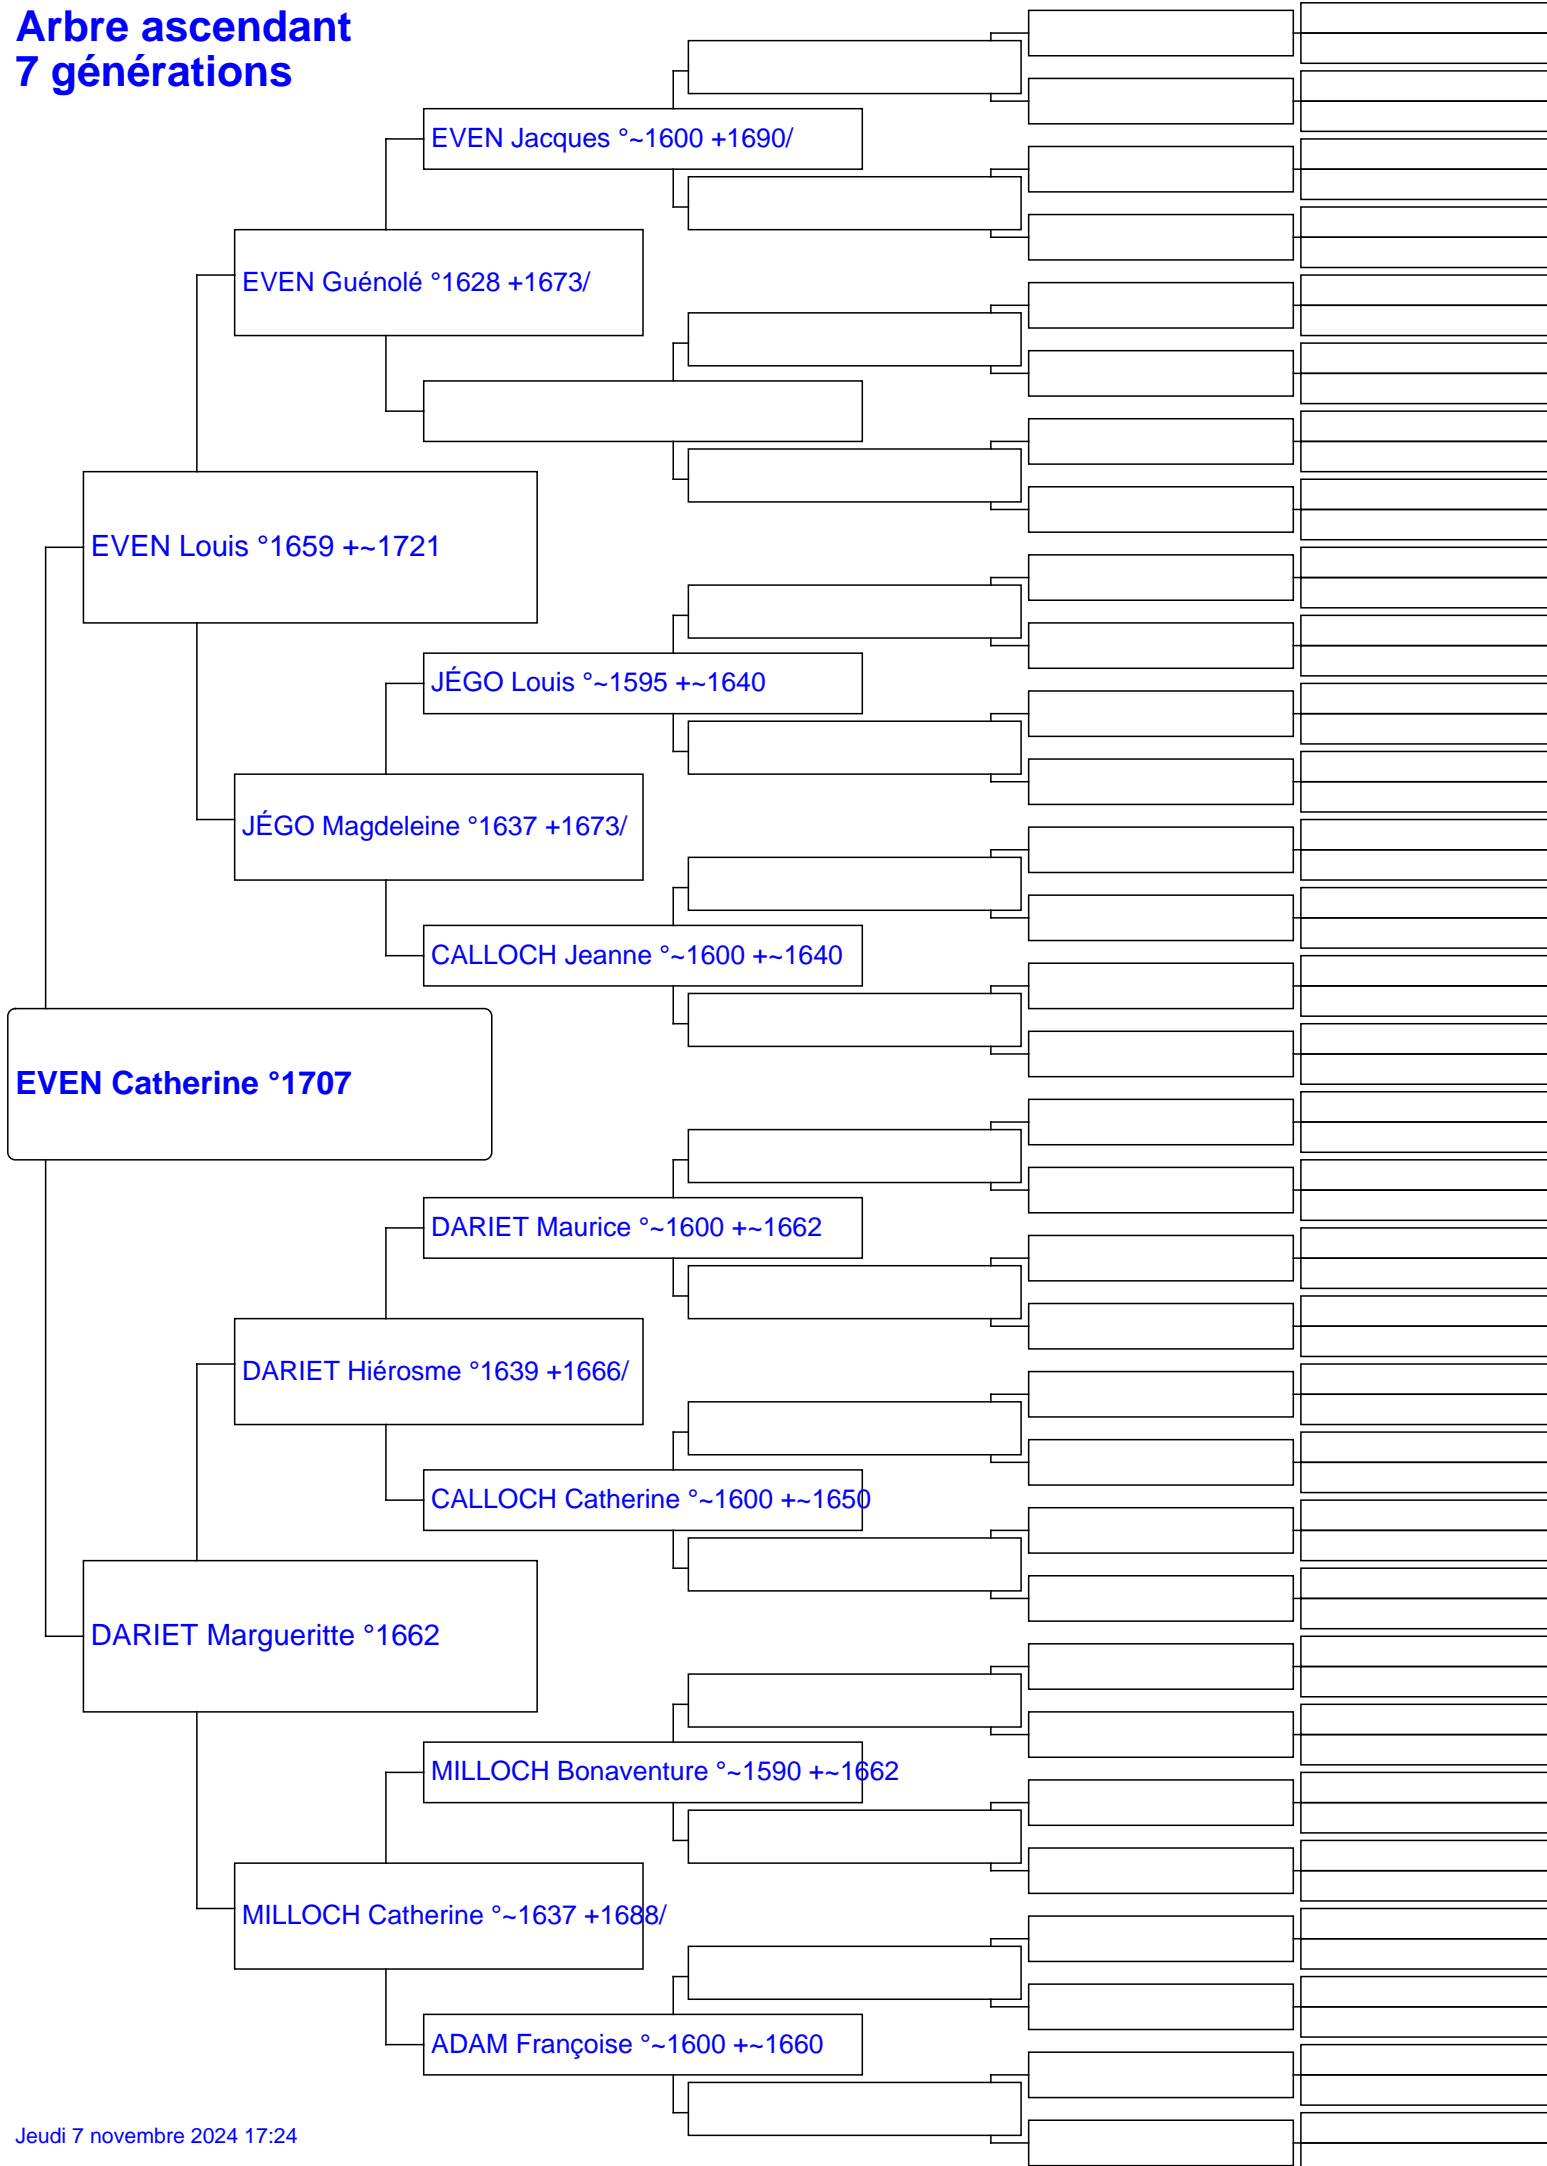 Arbre ascendant
7 générations
EVEN Jacques °~1600 +1690/
EVEN Guénolé °1628 +1673/
EVEN Louis °1659 +~1721
JÉGO Louis °~1595 +~1640
JÉGO Magdeleine °1637 +1673/
CALLOCH Jeanne °~1600 +~1640
EVEN Catherine °1707
DARIET Maurice °~1600 +~1662
DARIET Hiérosme °1639 +1666/
CALLOCH Catherine °~1600 +~1650
DARIET Margueritte °1662
MILLOCH Bonaventure °~1590 +~1662
MILLOCH Catherine °~1637 +1688/
ADAM Françoise °~1600 +~1660
Jeudi 7 novembre 2024 17:24